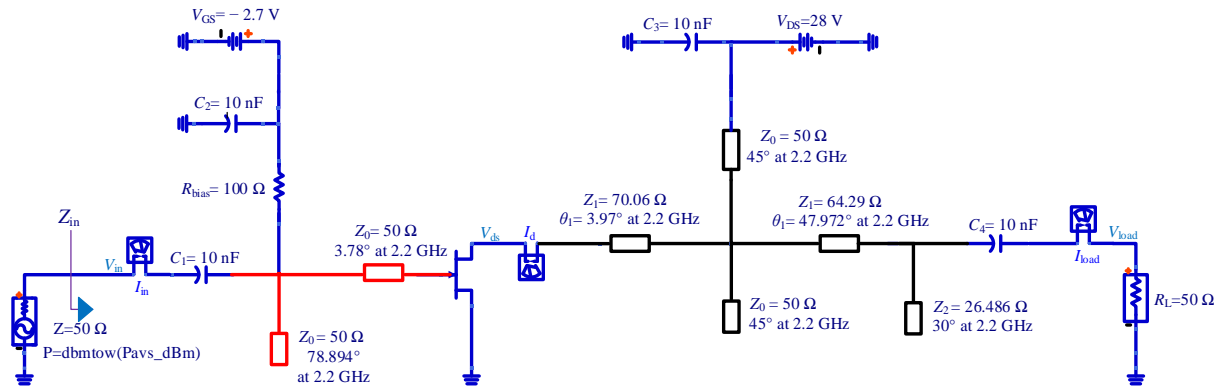 V_GS= − 2.7 V
C_3= 10 nF
V_DS=28 V
C_2= 10 nF
Z_0 = 50 Ω
45° at 2.2 GHz
R_bias= 100 Ω
Z_1= 70.06 Ω
θ_1= 3.97° at 2.2 GHz
Z_1= 64.29 Ω
θ_1= 47.972° at 2.2 GHz
Z_in
Z_0= 50 Ω
3.78° at 2.2 GHz
V_ds
I_d
C_4= 10 nF
V_load
V_in
C_1= 10 nF
I_in
I_load
Z=50 Ω
P=dbmtow(Pavs_dBm)
Z_0= 50 Ω
78.894°
at 2.2 GHz
Z_0 = 50 Ω
45° at 2.2 GHz
Z_2= 26.486 Ω
30° at 2.2 GHz
R_L=50 Ω